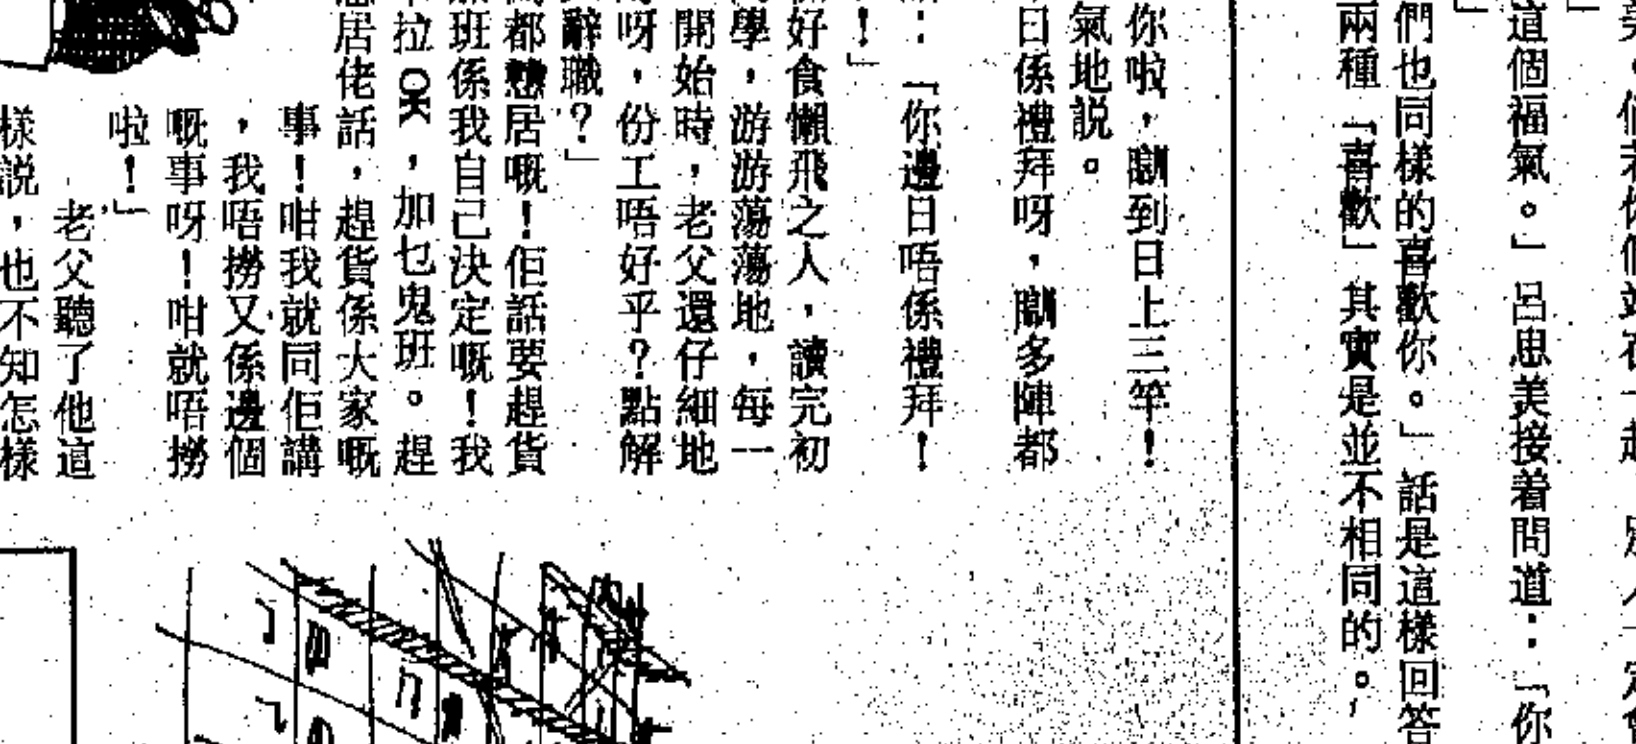 這個福氣。」呂思美接着問道：「你
們也同樣的喜歡你。」話是這樣回答
兩種「喜歡」其實是並不相同的。
你啦，瞓到日上三竿！
氣地說。
日係禮拜呀，瞓多陣都
！」
：「你邊日唔係禮拜！
好食懶飛之人，讀完初
學，游游蕩蕩地，每一
開始時，老父還仔細地
呀，份工唔好乎？點解
辭職？」
都戇居嘅！佢話要趕貨
班係我自己決定嘅！我
拉OK，加乜鬼班。趕
居佬話，趕貨係大家嘅
事！咁我就同佢講
，我唔撈又係邊個
嘅事呀！咁就唔撈
啦！」
老父聽了他這
樣説，也不知怎樣